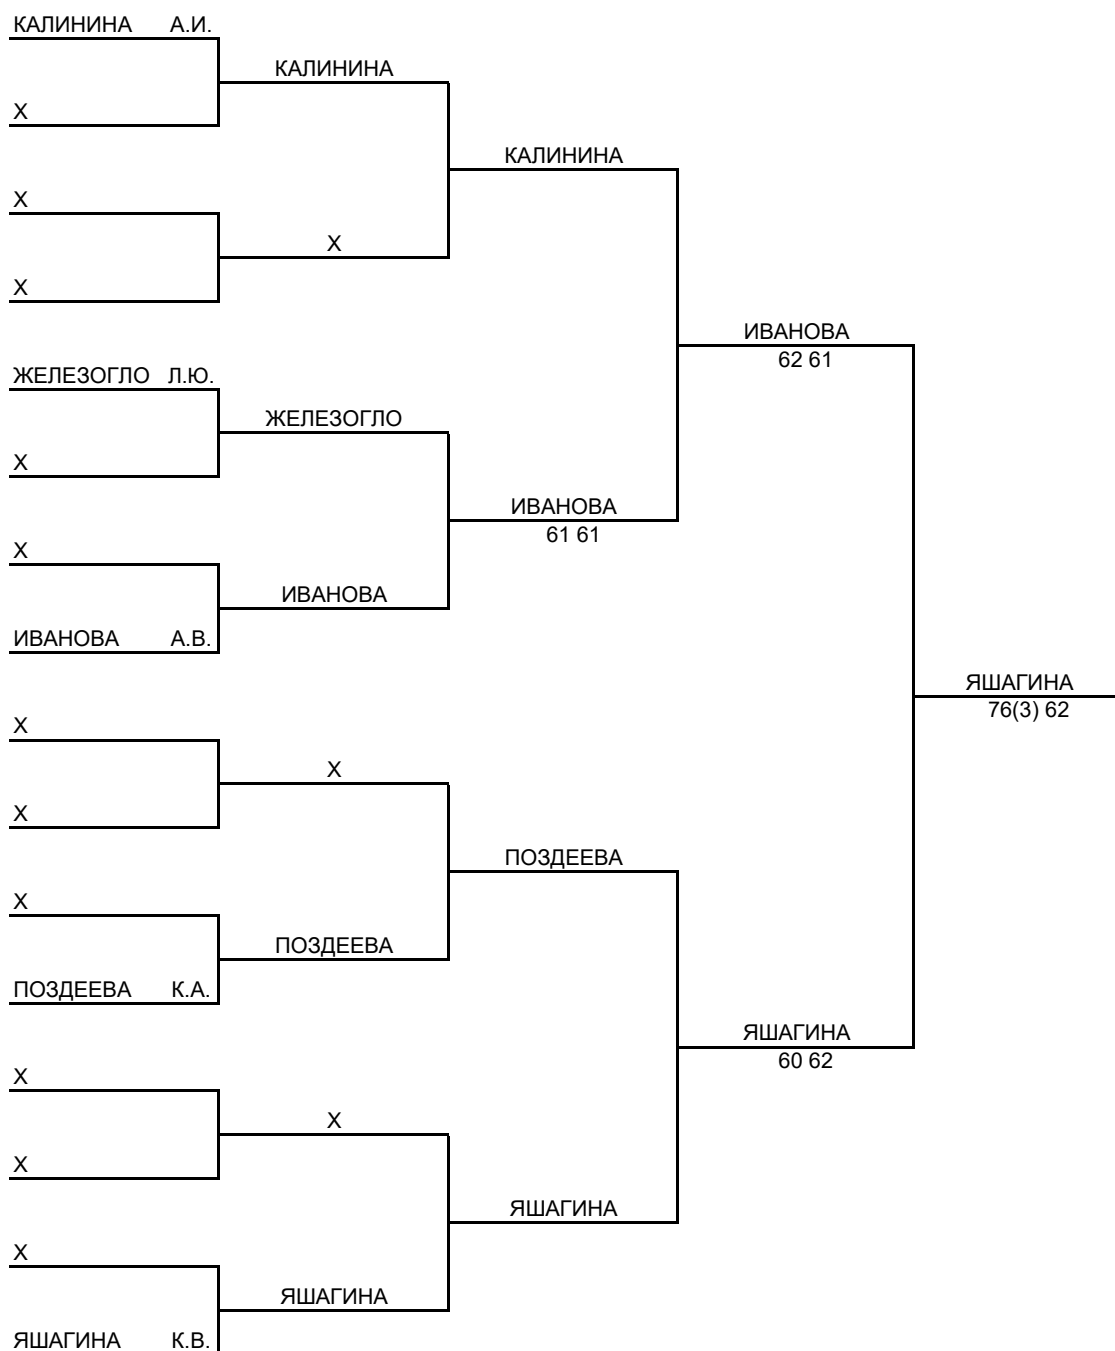 КАЛИНИНА А.И.
КАЛИНИНА
Х
КАЛИНИНА
Х
Х
Х
ИВАНОВА
62 61
ЖЕЛЕЗОГЛО Л.Ю.
ЖЕЛЕЗОГЛО
Х
ИВАНОВА
61 61
Х
ИВАНОВА
ИВАНОВА А.В.
ЯШАГИНА
76(3) 62
Х
Х
Х
ПОЗДЕЕВА
Х
ПОЗДЕЕВА
ПОЗДЕЕВА К.А.
ЯШАГИНА
60 62
Х
Х
Х
ЯШАГИНА
Х
ЯШАГИНА
ЯШАГИНА К.В.